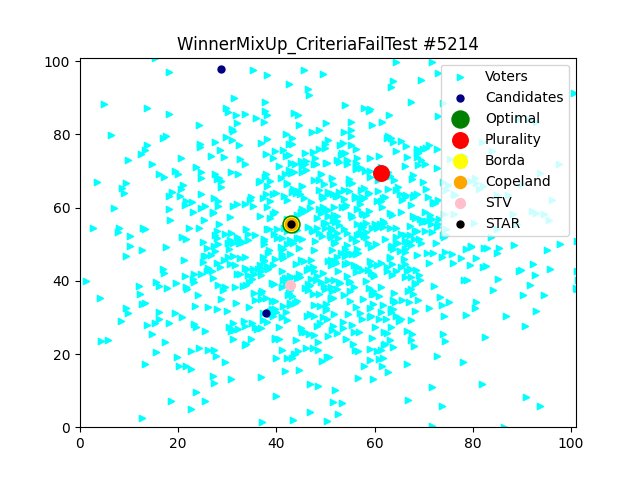 WinnerMixUp_CriteriaFailTest #5214
100
80
60
40
20
0
0
20
40
60
80
100
Voters
Candidates
Optimal
Plurality
Borda
Copeland
STV
STAR